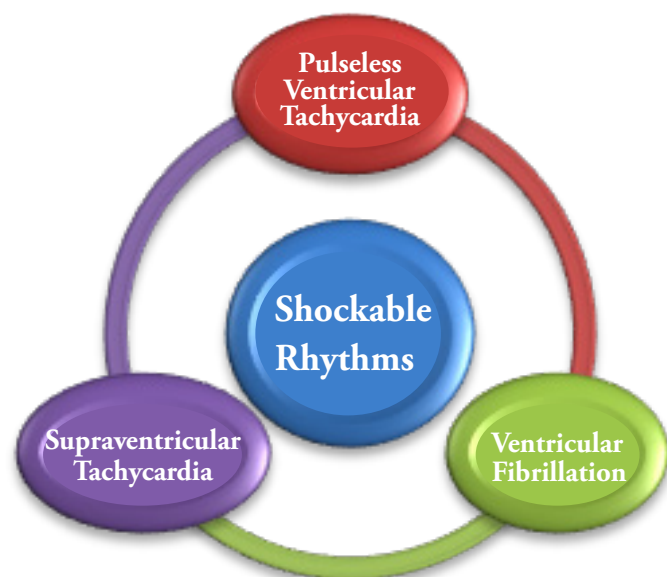 Pulseless
Ventricular
Tachycardia
Shockable
Rhythms
Supraventricular
Tachycardia
Ventricular
Fibrillation